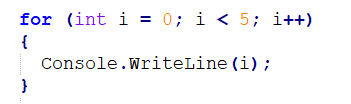 for (int i = 0; i < 5; i++)
{
  Console.WriteLine(i);
}